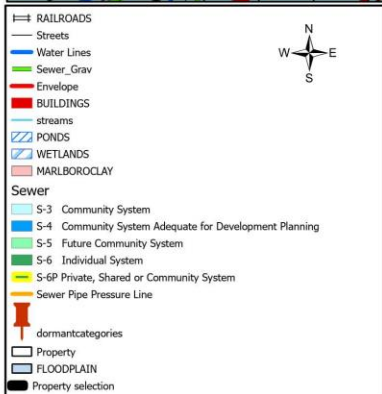 RAILROADS
Streets
Water Lines
Sewer_Grav
Envelope
BUILDINGS
streams
PONDS
WETLANDS
MARLBOROCLAY
Sewer
S-3 Community System
S-4 Community System Adequate for Development Planning
S-5 Future Community System
S-6 Individual System
S-6P Private, Shared or Community System
Sewer Pipe Pressure Line
dormantcategories
Property
FLOODPLAIN
Property selection
N
W E
S